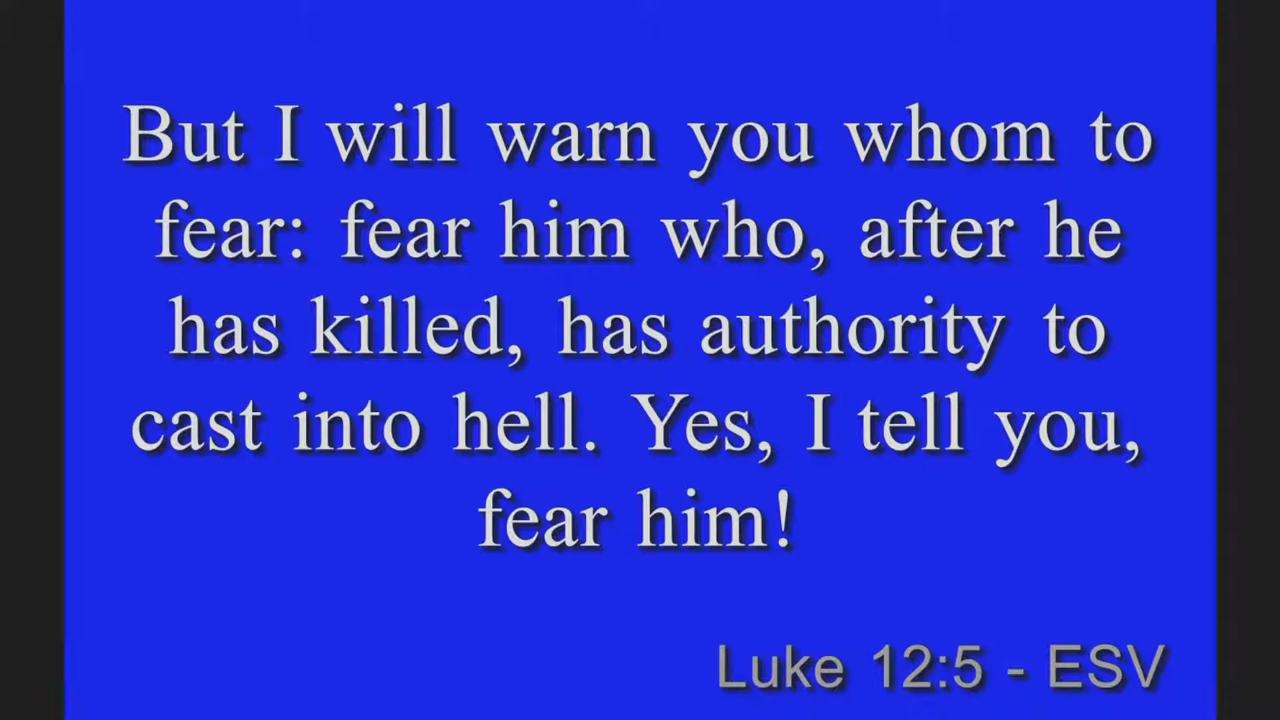 But I will warn you whom to
fear: fear him who, after he
has killed, has authority to
cast into hell. Yes, I tell you,
fear him!
Luke 12:5 - ESV